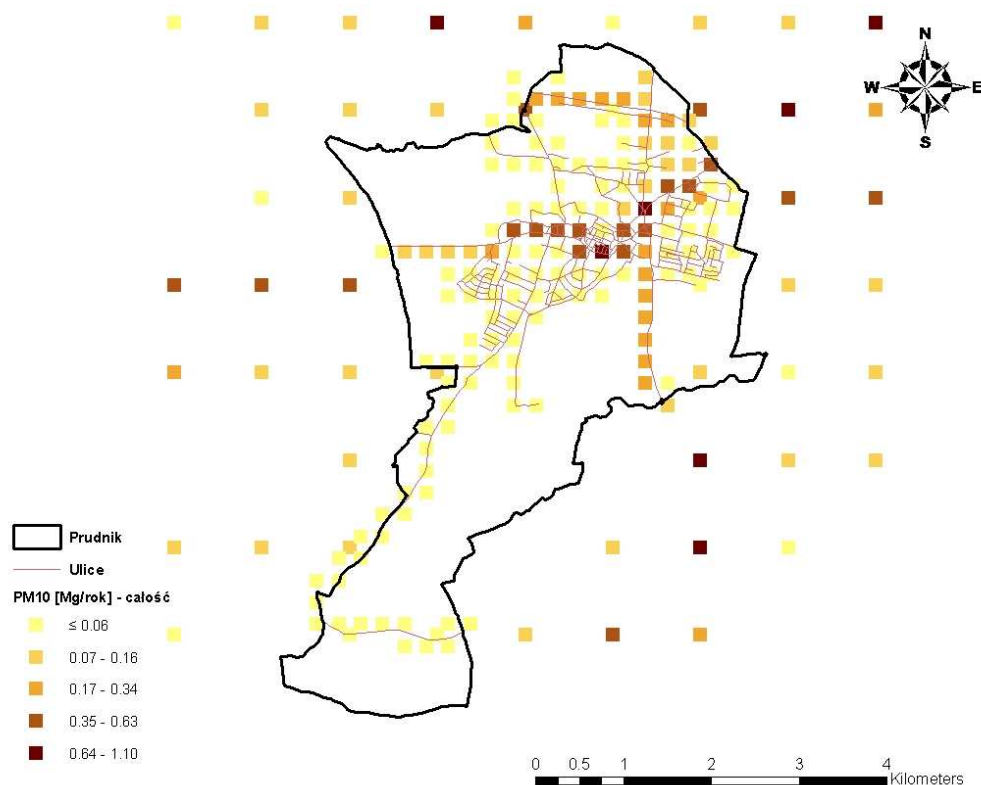 N
W E
S
Prudnik
Ulice
PM10 [Mg/rok] - całość
≤ 0.06
0.07 - 0.16
0.17 - 0.34
0.35 - 0.63
0.64 - 1.10
0 0.5 1 2 3 4
Kilometers